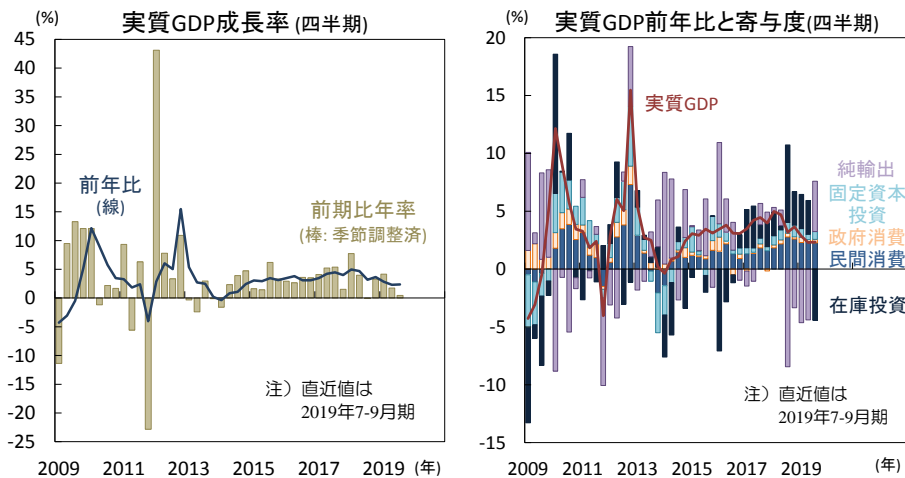 実質GDP成長率(四半期)
(%)
45
40
35
30
25
20
15
10
5
0
-5
-10
-15
-20
-25
前年比
(線)
前期比年率
(棒: 季節調整済)
注）直近値は
2019年7-9月期
2009
2011
2013
2015
2017
2019
(年)
実質GDP前年比と寄与度(四半期)
(%)
20
15
10
5
0
-5
-10
-15
実質GDP
純輸出
固定資本
投資
政府消費
民間消費
在庫投資
注）直近値は
2019年7-9月期
2009
2011
2013
2015
2017
2019
(年)